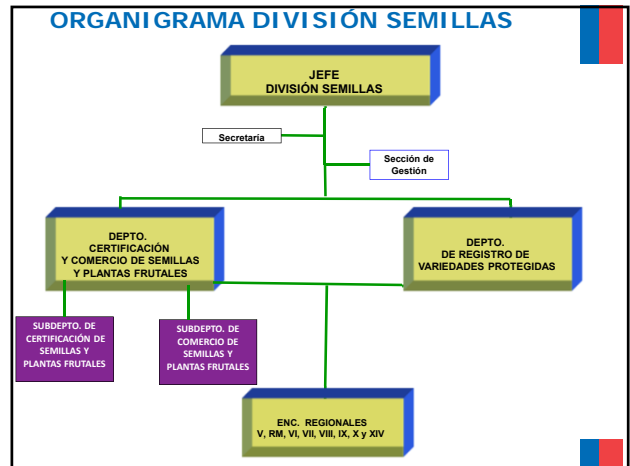 ORGANIGRAMA DIVISIÓN SEMILLAS
JEFE
DIVISIÓN SEMILLAS
Secretaría
Sección de
Gestión
DEPTO.
CERTIFICACIÓN
Y COMERCIO DE SEMILLAS
Y PLANTAS FRUTALES
DEPTO.
DE REGISTRO DE
VARIEDADES PROTEGIDAS
SUBDEPTO. DE
CERTIFICACIÓN DE
SEMILLAS Y
PLANTAS FRUTALES
SUBDEPTO. DE
COMERCIO DE
SEMILLAS Y
PLANTAS FRUTALES
ENC. REGIONALES
V, RM, VI, VII, VIII, IX, X y XIV